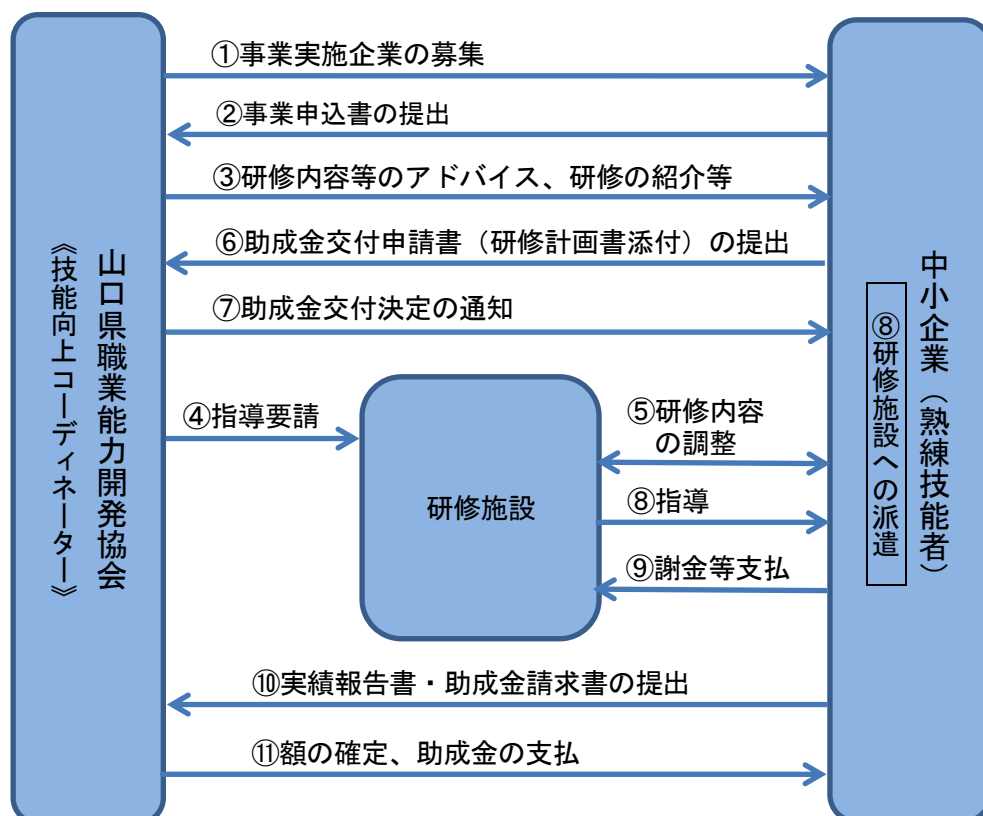 山口県職業能力開発協会
《技能向上コーディネーター》
①事業実施企業の募集
②事業申込書の提出
③研修内容等のアドバイス、研修の紹介等
⑥助成金交付申請書（研修計画書添付）の提出
⑦助成金交付決定の通知
④指導要請
研修施設
⑤研修内容
の調整
⑧指導
⑨謝金等支払
⑩実績報告書・助成金請求書の提出
⑪額の確定、助成金の支払
中小企業（熟練技能者）
⑧研修施設への派遣